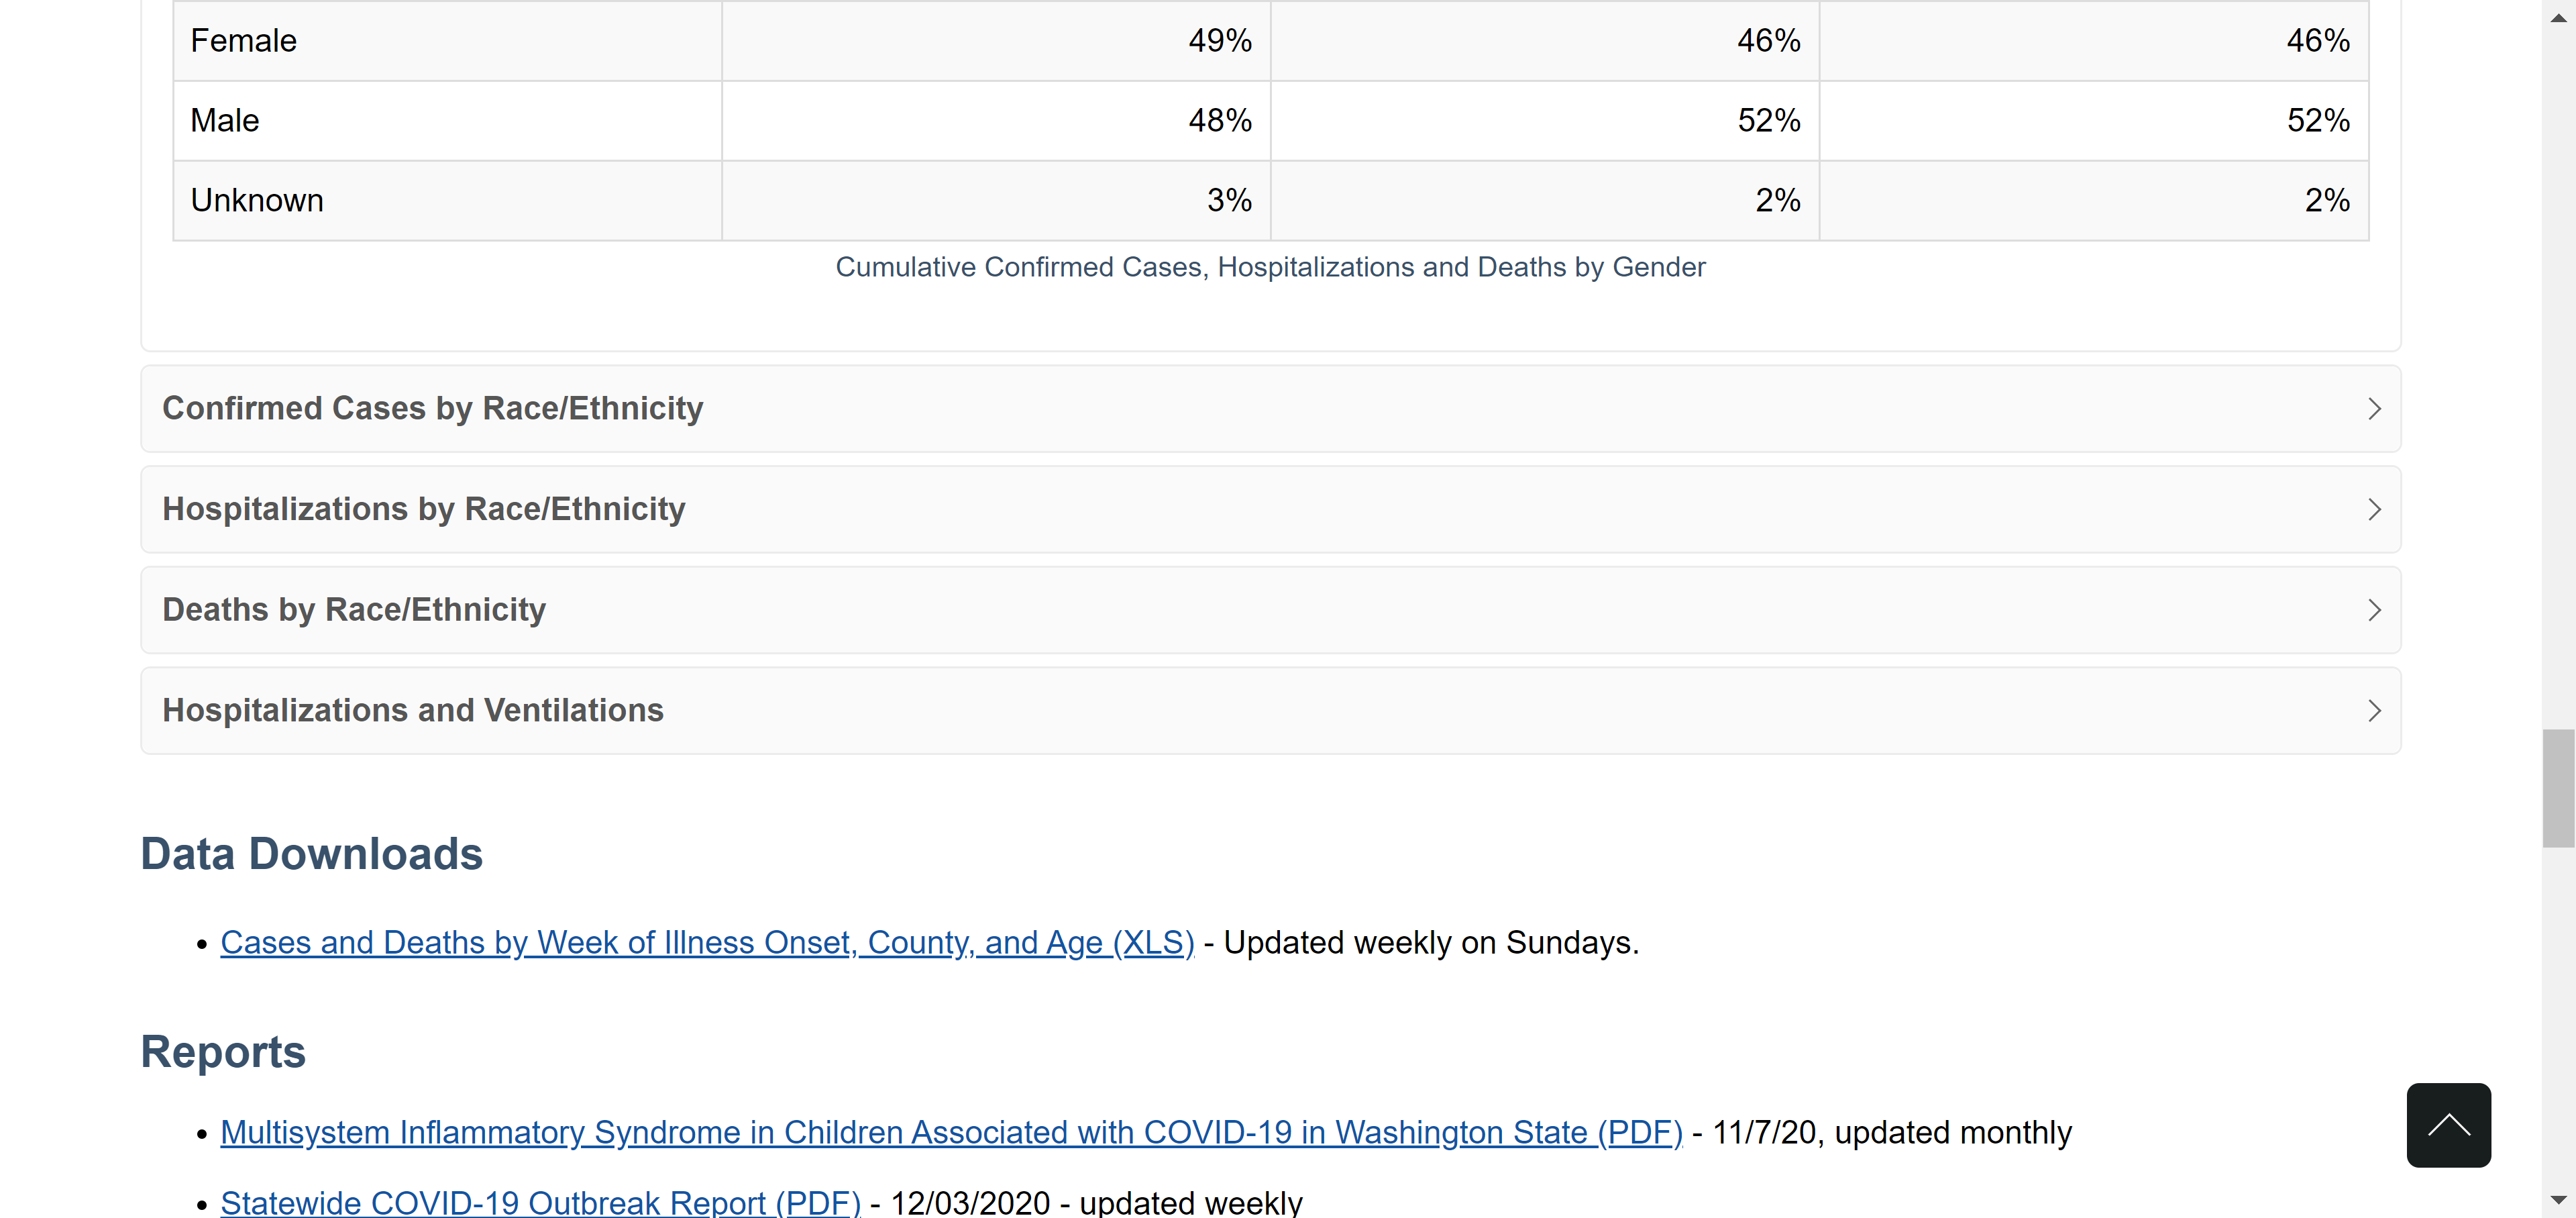 Female 49% 46% 46%
Male 48% 52% 52%
Unknown 3% 2% 2%
Cumulative Confirmed Cases, Hospitalizations and Deaths by Gender
Confirmed Cases by Race/Ethnicity
Hospitalizations by Race/Ethnicity
Deaths by Race/Ethnicity
Hospitalizations and Ventilations
Data Downloads
• Cases and Deaths by Week of Illness Onset, County, and Age (XLS) - Updated weekly on Sundays.
Reports
• Multisystem Inflammatory Syndrome in Children Associated with COVID-19 in Washington State (PDF) - 11/7/20, updated monthly
• Statewide COVID-19 Outbreak Report (PDF) - 12/03/2020 - updated weekly